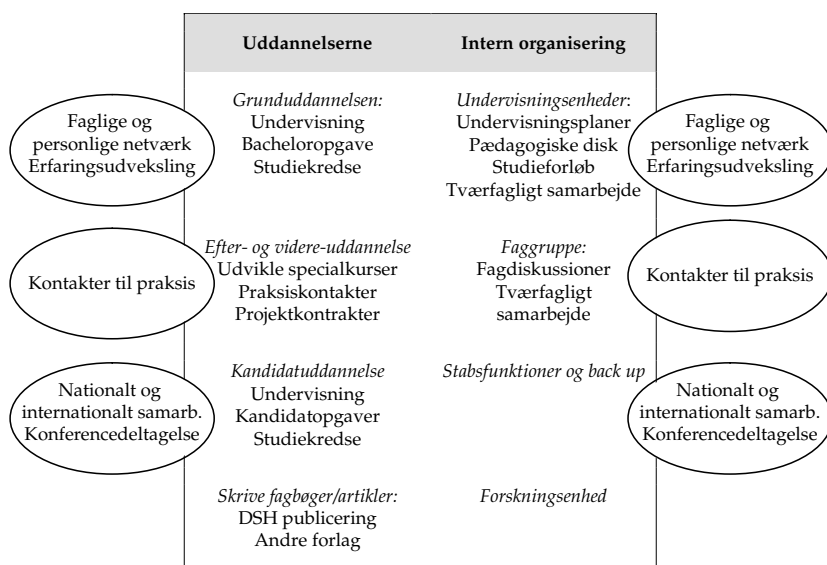 Uddannelserne
Intern organisering
Faglige og
personlige netværk
Erfaringsudveksling
Grunduddannelsen:
Undervisning
Bacheloropgave
Studiekredse
Undervisningsenheder:
Undervisningsplaner
Pædagogiske disk
Studieforløb
Tværfagligt samarbejde
Faglige og
personlige netværk
Erfaringsudveksling
Kontakter til praksis
Efter- og videre-uddannelse
Udvikle specialkurser
Praksiskontakter
Projektkontrakter
Faggruppe:
Fagdiskussioner
Tværfagligt
samarbejde
Kontakter til praksis
Nationalt og
internationalt samarb.
Konferencedeltagelse
Kandidatuddannelse
Undervisning
Kandidatopgaver
Studiekredse
Stabsfunktioner og back up
Nationalt og
internationalt samarb.
Konferencedeltagelse
Skrive fagbøger/artikler:
DSH publicering
Andre forlag
Forskningsenhed